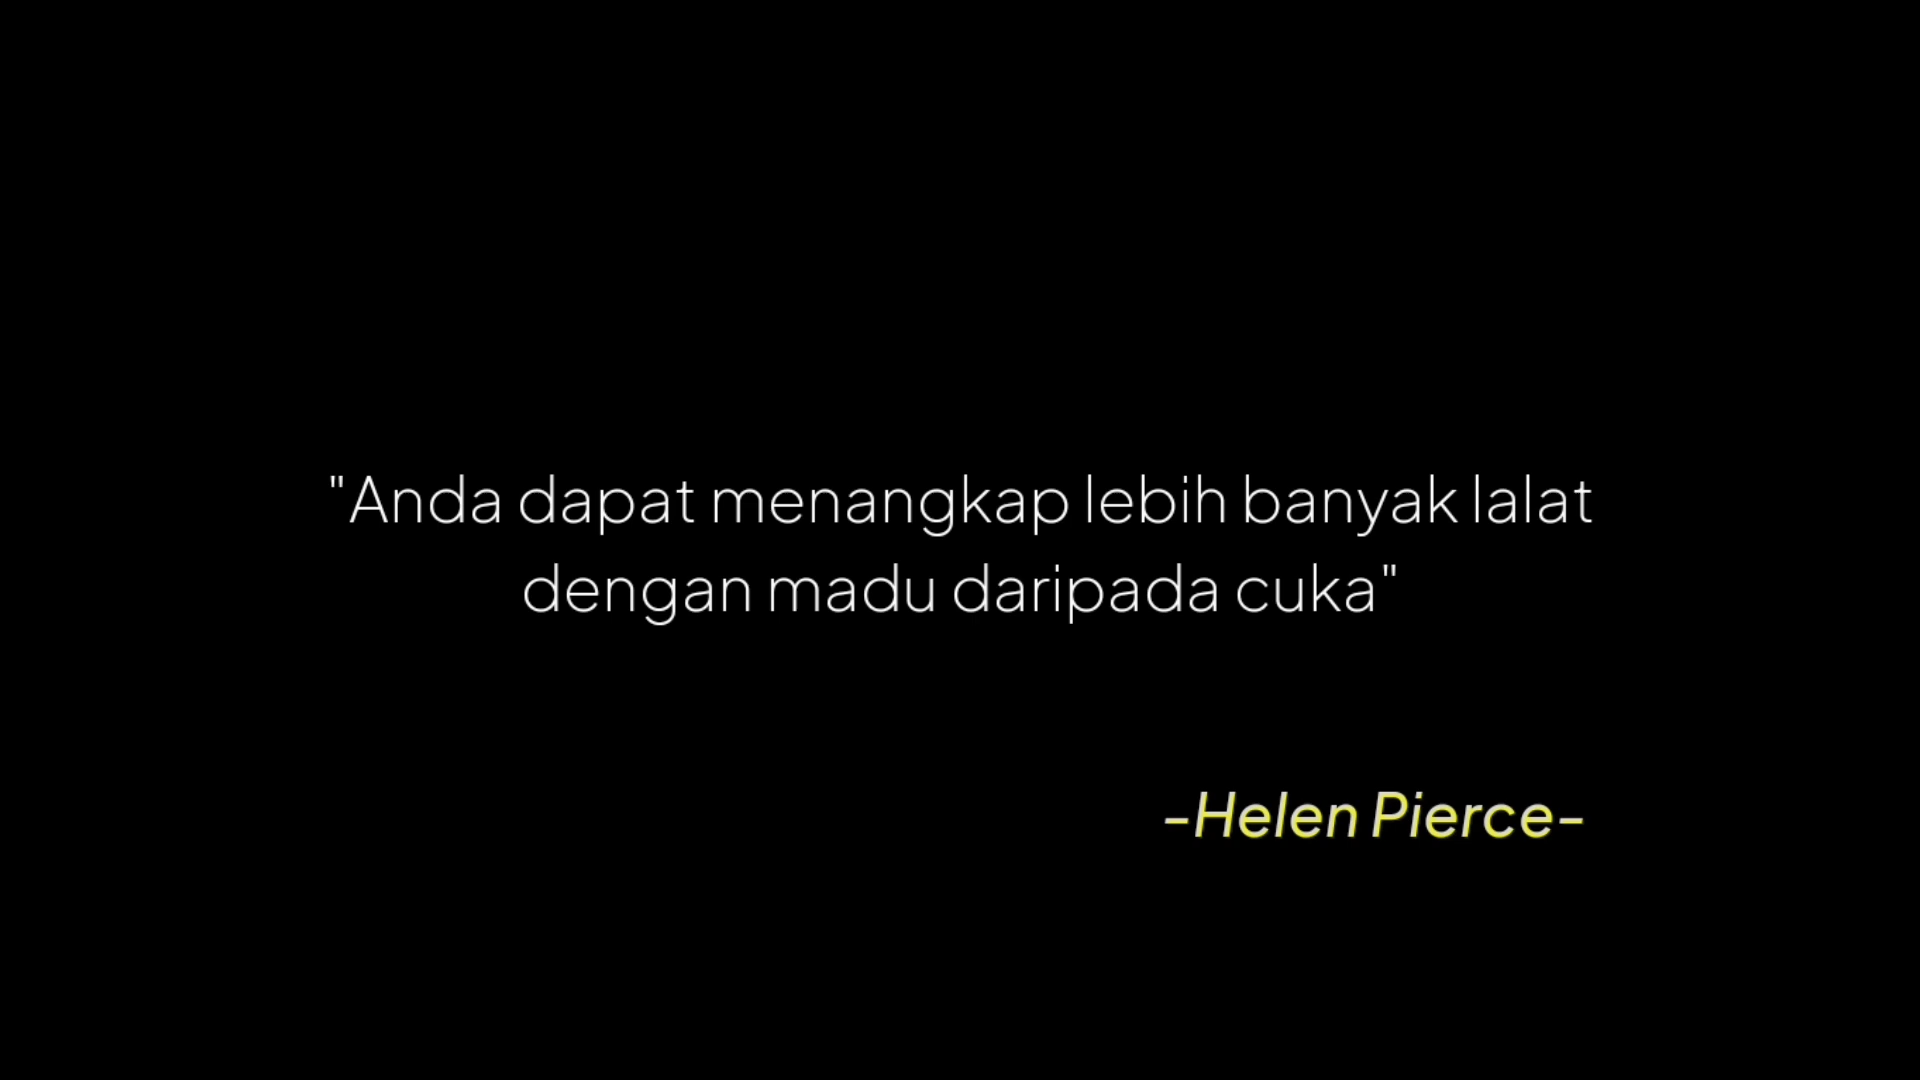 "Anda dapat menangkap lebih banyak lalat
dengan madu daripada cuka"
-Helen Pierce-